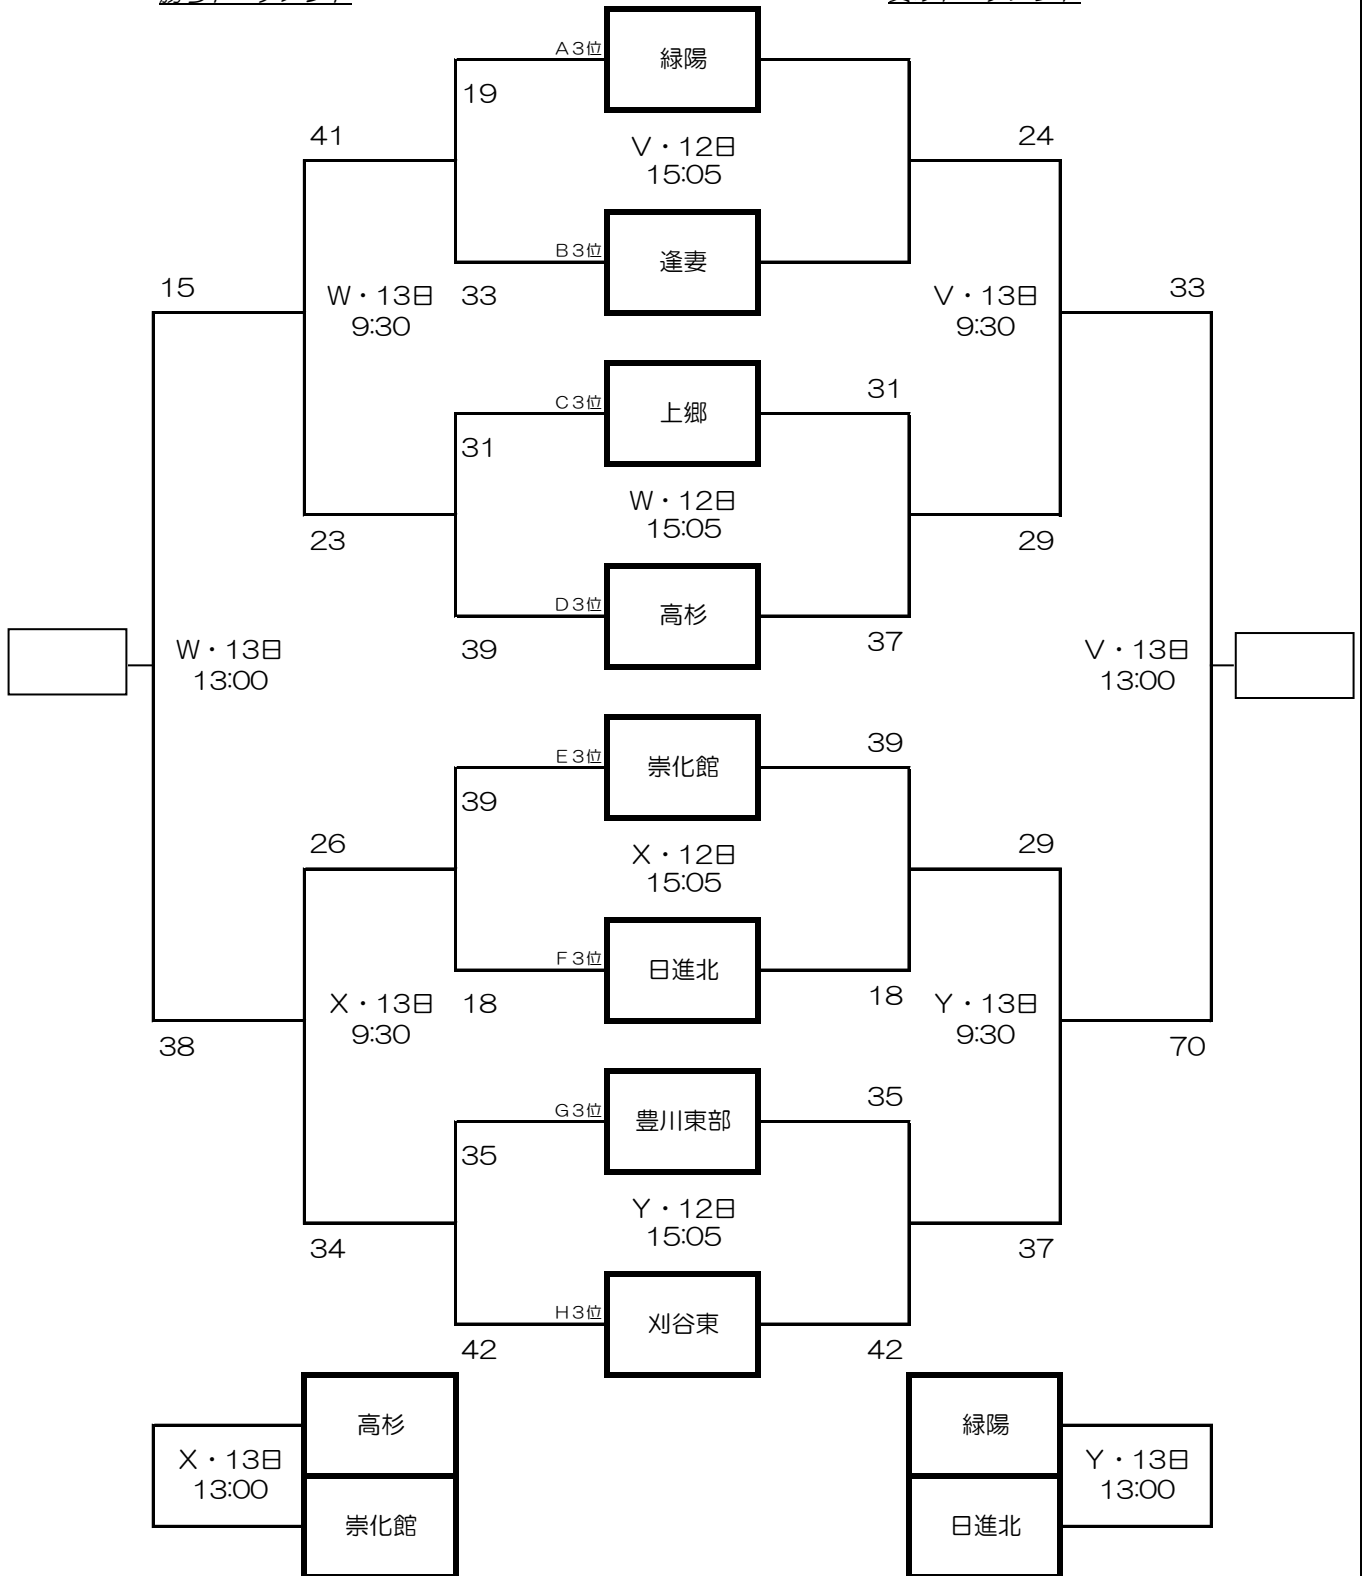 A3位
緑陽
19
41
V・12日
15:05
24
B3位
逢妻
15
W・13日
9:30
33
V・13日
9:30
33
C3位
上郷
31
31
W・12日
15:05
23
29
D3位
高杉
39
37
W・13日
13:00
V・13日
13:00
E3位
崇化館
39
39
26
X・12日
15:05
29
F3位
日進北
18
18
X・13日
9:30
Y・13日
9:30
38
70
G3位
豊川東部
35
35
Y・12日
15:05
34
37
H3位
刈谷東
42
42
高杉
X・13日
13:00
崇化館
緑陽
Y・13日
13:00
日進北